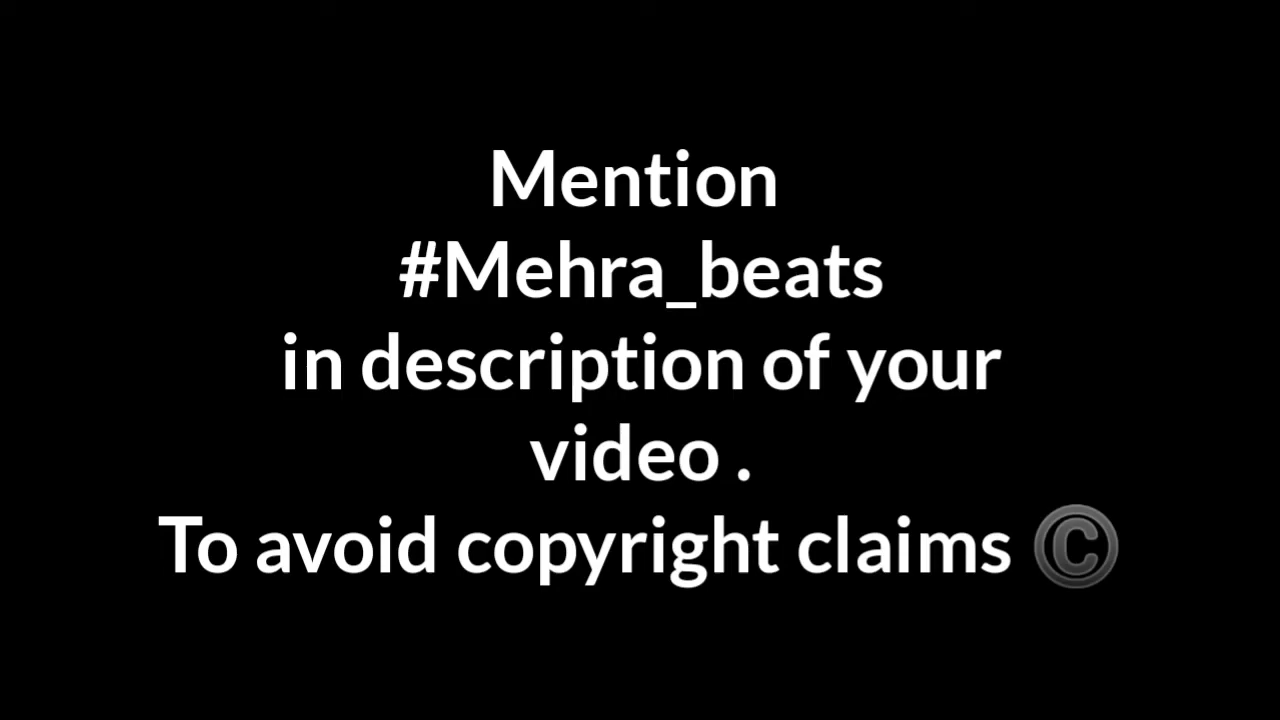 Mention
#Mehra_beats
in description of your
video .
To avoid copyright claims ©